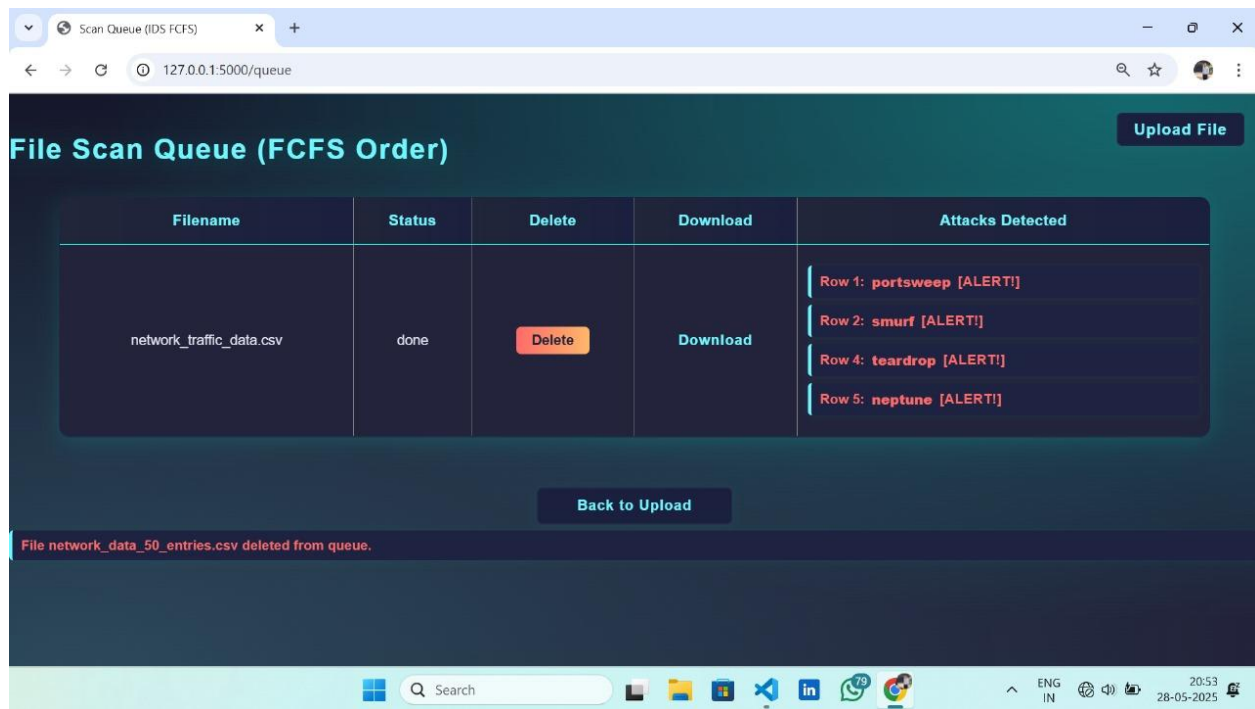 Scan Queue (IDS FCFS)
127.0.0.1:5000/queue
Upload File
File Scan Queue (FCFS Order)
Filename Status Delete Download Attacks Detected
Row 1: portsweep [ALERT!]
Row 2: smurf [ALERT!]
network_traffic_data.csv done Delete Download
Row 4: teardrop [ALERT!]
Row 5: neptune [ALERT!]
Back to Upload
File network_data_50_entries.csv deleted from queue.
Search
79
ENG
IN
20:53
28-05-2025